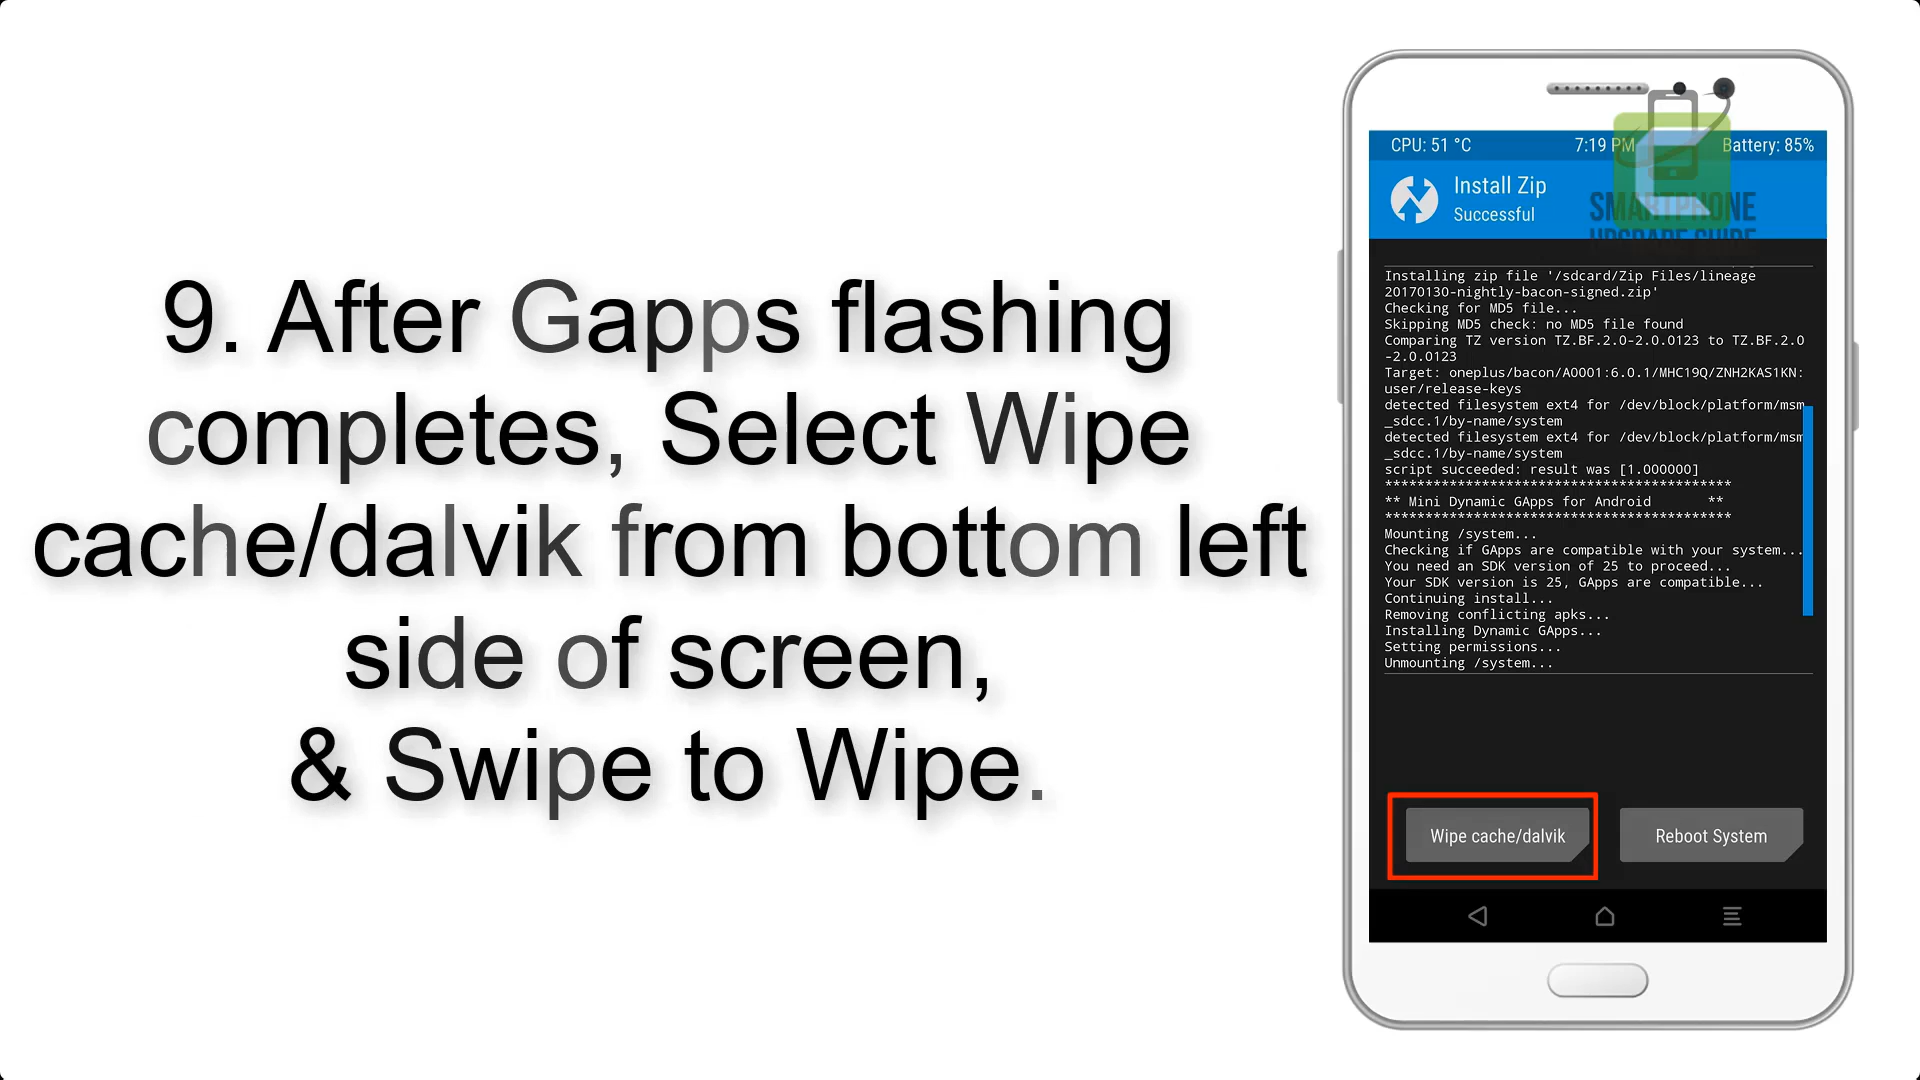 9. After Gapps flashing
completes, Select Wipe
cache/dalvik from bottom left
side of screen,
& Swipe to Wipe.
CPU: 51 °C 7:19 PM Battery: 85%
Install Zip
Successful
SMARTPHONE
UPGRADE GUIDE
Installing zip file '/sdcard/Zip Files/lineage
20170130-nightly-bacon-signed.zip'
Checking for MD5 file...
Skipping MD5 check: no MD5 file found
Comparing TZ version TZ.BF.2.0-2.0.0123 to TZ.BF.2.0
-2.0.0123
Target: oneplus/bacon/A0001:6.0.1/MHC19Q/ZNH2KAS1KN:
user/release-keys
detected filesystem ext4 for /dev/block/platform/msm
_sdcc.1/by-name/system
detected filesystem ext4 for /dev/block/platform/msm
_sdcc.1/by-name/system
script succeeded: result was [1.000000]
******************************************
** Mini Dynamic GApps for Android **
******************************************
Mounting /system...
Checking if GApps are compatible with your system...
You need an SDK version of 25 to proceed...
Your SDK version is 25, GApps are compatible...
Continuing install...
Removing conflicting apks...
Installing Dynamic GApps...
Setting permissions...
Unmounting /system...
Wipe cache/dalvik Reboot System